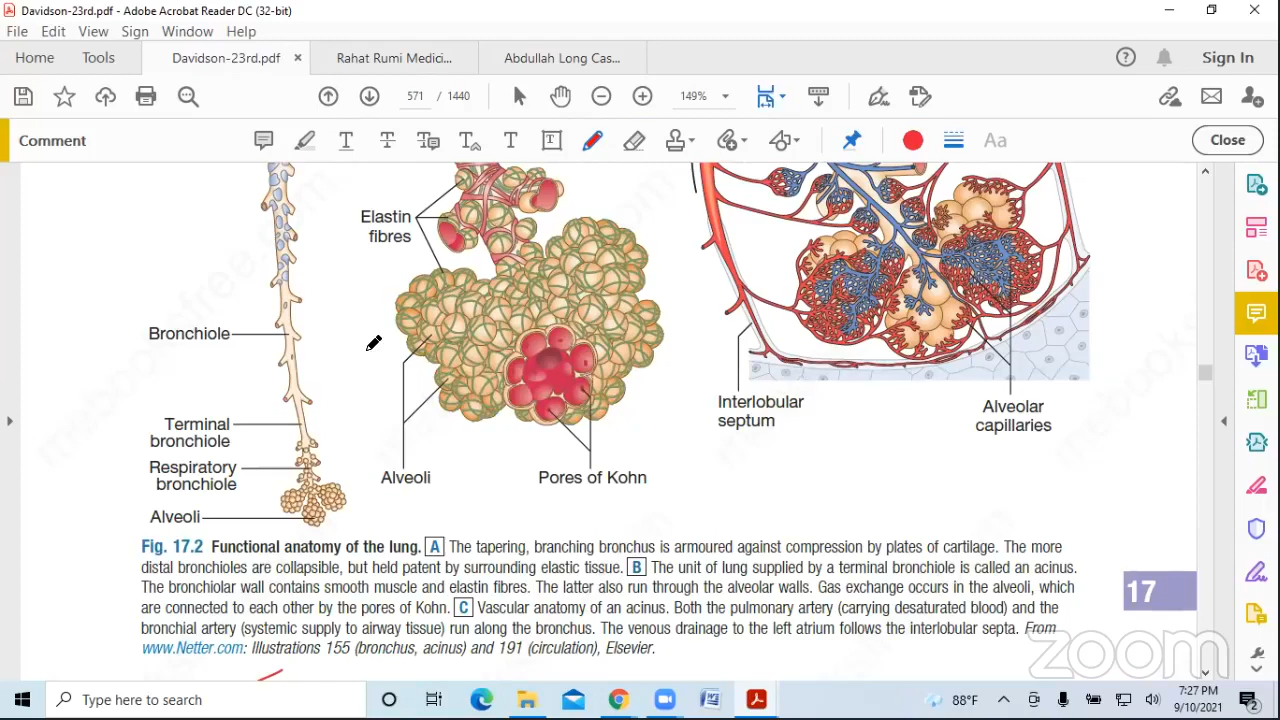 Davidson-23rd.pdf - Adobe Acrobat Reader DC (32-bit)
File Edit View Sign Window Help
Home Tools Davidson-23rd.pdf × Rahat Rumi Medici... Abdullah Long Cas... ? Sign In
571 / 1440 149%
Comment Aa Close
Elastin
fibres
Bronchiole
Terminal
bronchiole
Respiratory
bronchiole
Alveoli
Alveoli
Pores of Kohn
Interlobular
septum
Alveolar
capillaries
Fig. 17.2 Functional anatomy of the lung. A The tapering, branching bronchus is armoured against compression by plates of cartilage. The more
distal bronchioles are collapsible, but held patent by surrounding elastic tissue. B The unit of lung supplied by a terminal bronchiole is called an acinus.
The bronchiolar wall contains smooth muscle and elastin fibres. The latter also run through the alveolar walls. Gas exchange occurs in the alveoli, which
are connected to each other by the pores of Kohn. C Vascular anatomy of an acinus. Both the pulmonary artery (carrying desaturated blood) and the
bronchial artery (systemic supply to airway tissue) run along the bronchus. The venous drainage to the left atrium follows the interlobular septa. From
www.Netter.com: Illustrations 155 (bronchus, acinus) and 191 (circulation), Elsevier.
17
zoom
Type here to search
88°F
7:27 PM
9/10/2021
2